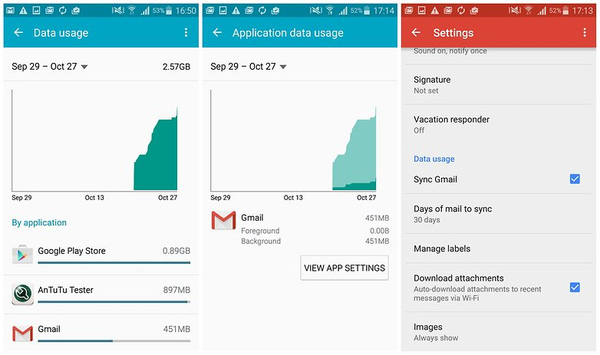 53% 16:50
Data usage
Sep 29 – Oct 27
2.57GB
Sep 29 Oct 13 Oct 27
By application
Google Play Store 0.89GB
AnTuTu Tester 897MB
Gmail 451MB
52% 17:14
Application data usage
Sep 29 – Oct 27
Sep 29 Oct 13 Oct 27
Gmail 451MB
Foreground 0.00B
Background 451MB
VIEW APP SETTINGS
52% 17:13
Settings
Sound on, notify once
Signature
Not set
Vacation responder
Off
Data usage
Sync Gmail
Days of mail to sync
30 days
Manage labels
Download attachments
Auto-download attachments to recent
messages via Wi-Fi
Images
Always show